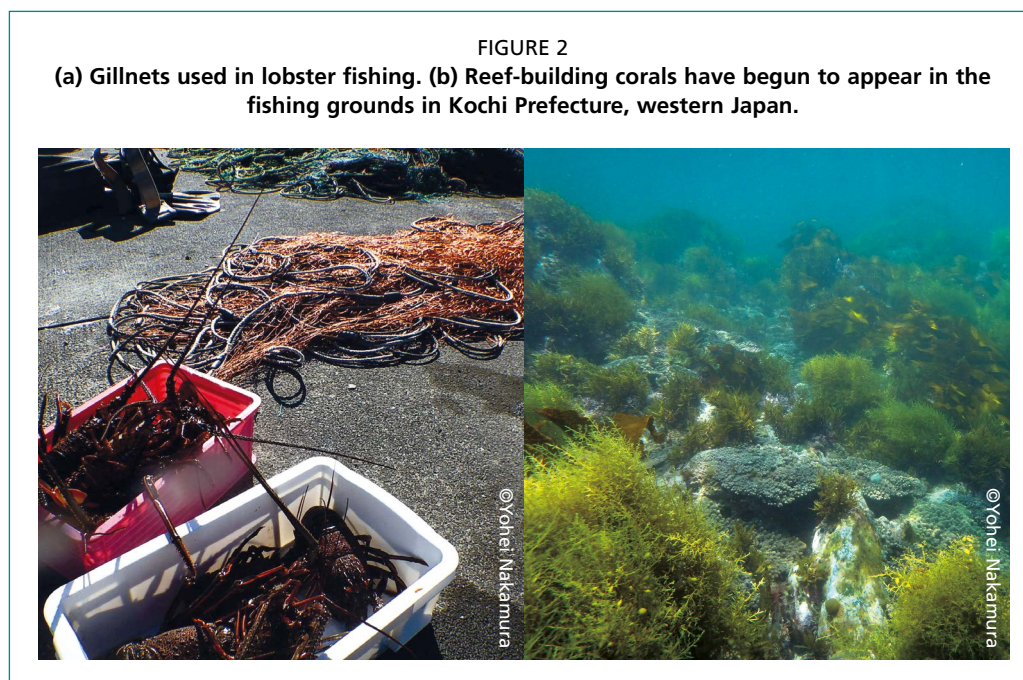 FIGURE 2
(a) Gillnets used in lobster fishing. (b) Reef-building corals have begun to appear in the
fishing grounds in Kochi Prefecture, western Japan.
©Yohei Nakamura
©Yohei Nakamura